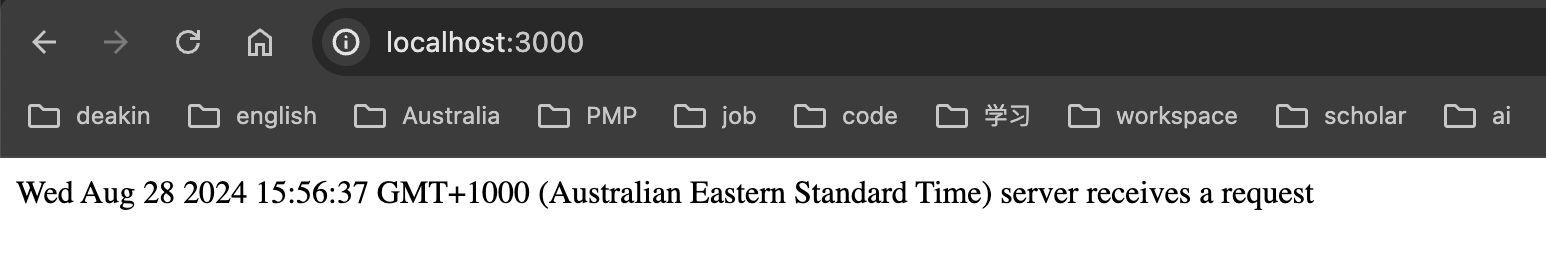 localhost:3000
deakin english Australia PMP job code 学习 workspace scholar ai
Wed Aug 28 2024 15:56:37 GMT+1000 (Australian Eastern Standard Time) server receives a request